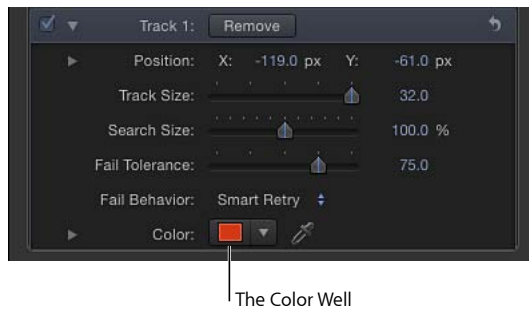 Track 1: Remove
Position: X: -119.0 px Y: -61.0 px
Track Size: 32.0
Search Size: 100.0 %
Fail Tolerance: 75.0
Fail Behavior: Smart Retry
Color:
The Color Well